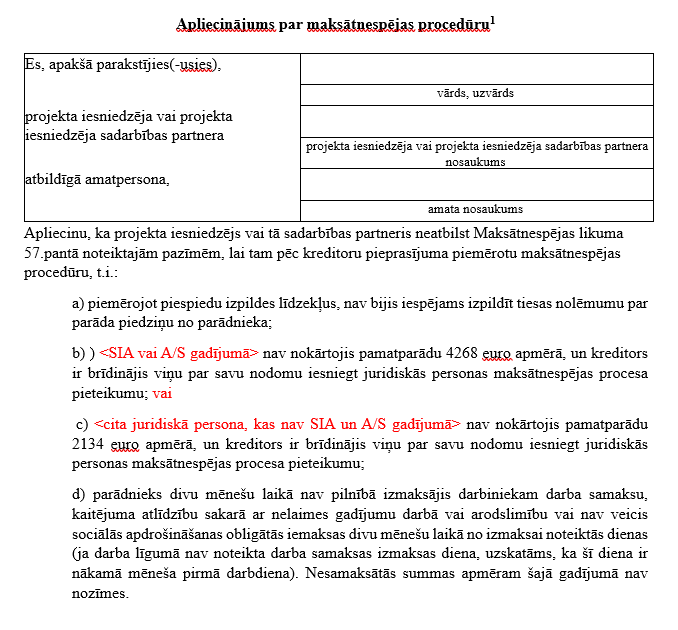 Apliecinājums par maksātnespējas procedūru¹
Es, apakšā parakstījies(-usies),
vārds, uzvārds
projekta iesniedzēja vai projekta
iesniedzēja sadarbības partnera
projekta iesniedzēja vai projekta iesniedzēja sadarbības partnera
nosaukums
atbildīgā amatpersona,
amata nosaukums
Apliecinu, ka projekta iesniedzējs vai tā sadarbības partneris neatbilst Maksātnespējas likuma
57.pantā noteiktajām pazīmēm, lai tam pēc kreditoru pieprasījuma piemērotu maksātnespējas
procedūru, t.i.:
a) piemērojot piespiedu izpildes līdzekļus, nav bijis iespējams izpildīt tiesas nolēmumu par
parāda piedziņu no parādnieka;
b) ) <SIA vai A/S gadījumā> nav nokārtojis pamatparādu 4268 euro apmērā, un kreditors
ir brīdinājis viņu par savu nodomu iesniegt juridiskās personas maksātnespējas procesa
pieteikumu; vai
c) <cita juridiskā persona, kas nav SIA un A/S gadījumā> nav nokārtojis pamatparādu
2134 euro apmērā, un kreditors ir brīdinājis viņu par savu nodomu iesniegt juridiskās
personas maksātnespējas procesa pieteikumu;
d) parādnieks divu mēnešu laikā nav pilnībā izmaksājis darbiniekam darba samaksu,
kaitējuma atlīdzību sakarā ar nelaimes gadījumu darbā vai arodslimību vai nav veicis
sociālās apdrošināšanas obligātās iemaksas divu mēnešu laikā no izmaksai noteiktās dienas
(ja darba līgumā nav noteikta darba samaksas izmaksas diena, uzskatāms, ka šī diena ir
nākamā mēneša pirmā darbdiena). Nesamaksātās summas apmēram šajā gadījumā nav
nozīmes.